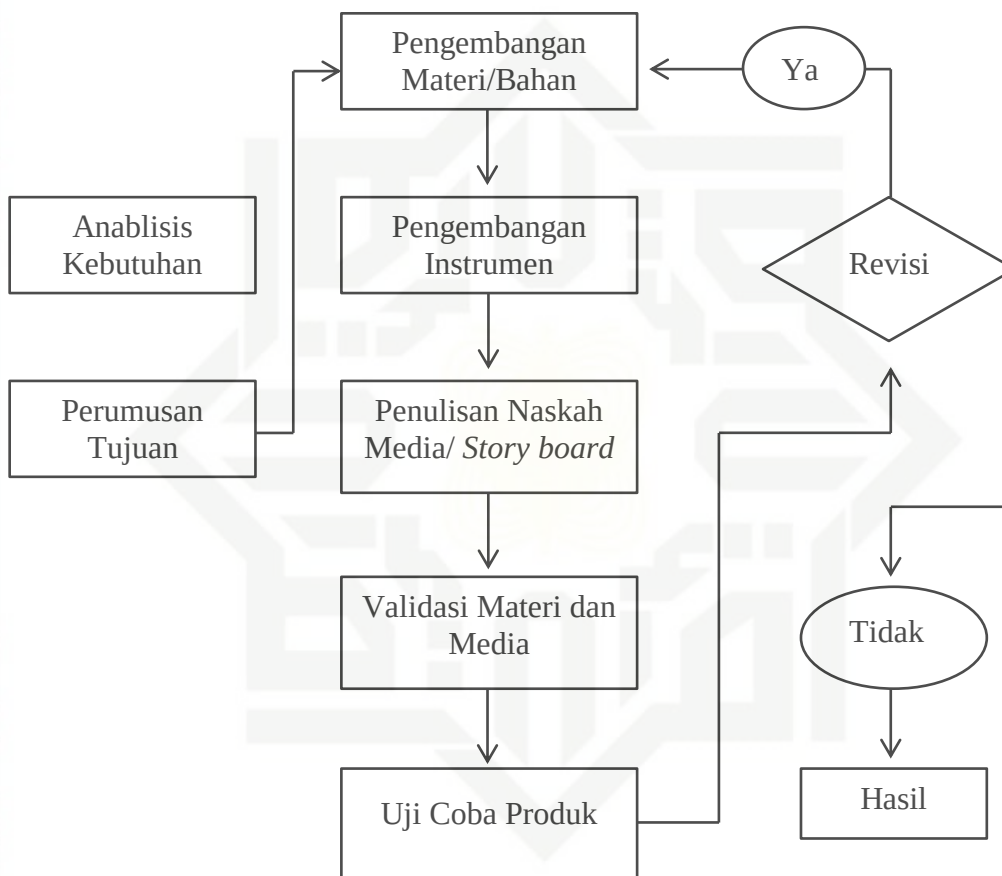 Pengembangan
Materi/Bahan
Ya
Anablisis
Kebutuhan
Pengembangan
Instrumen
Revisi
Perumusan
Tujuan
Penulisan Naskah
Media/ Story board
Validasi Materi dan
Media
Tidak
Uji Coba Produk
Hasil